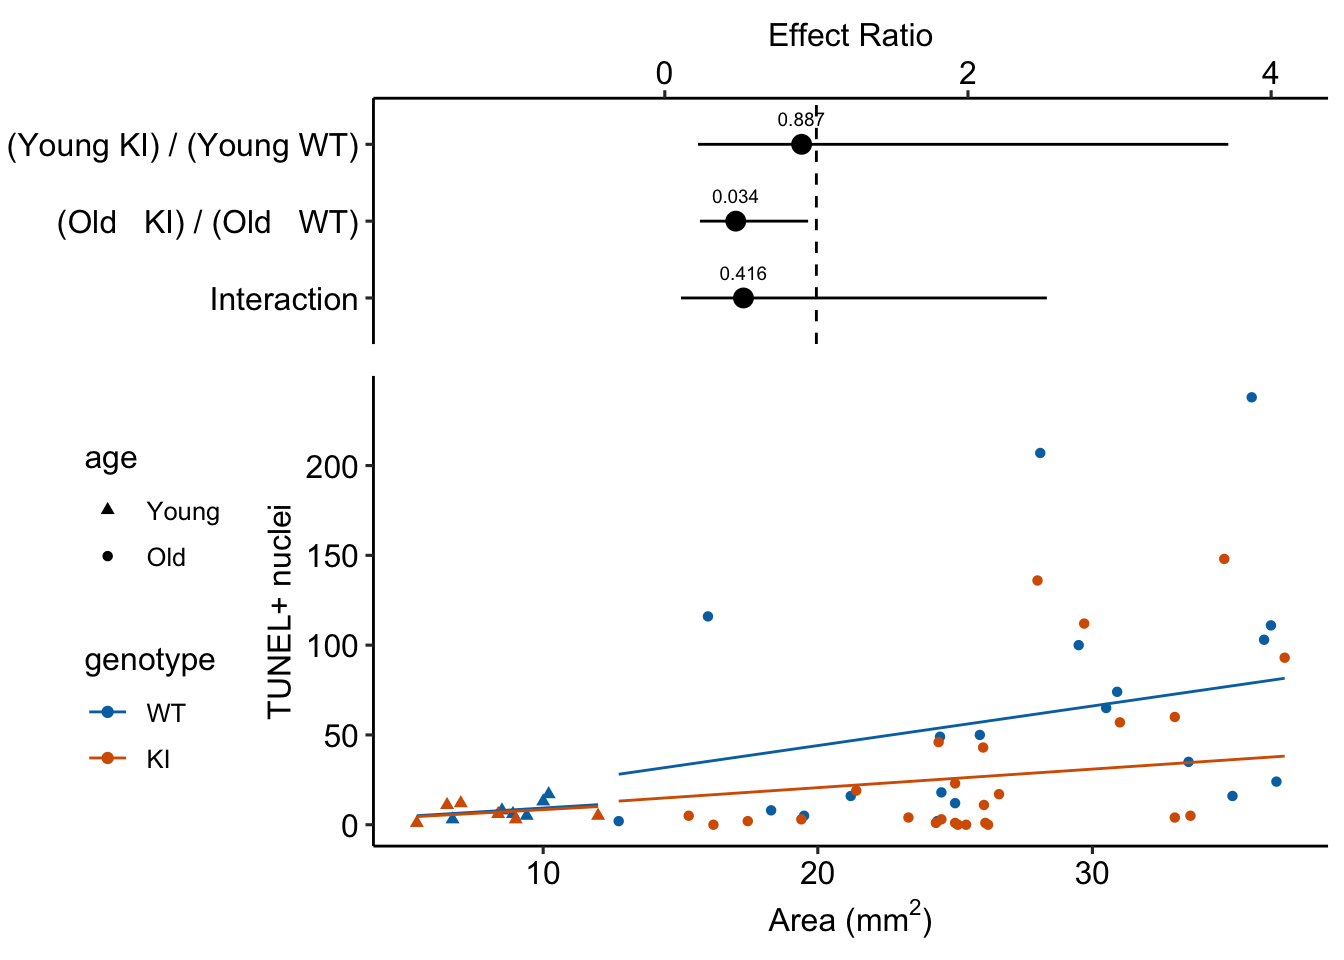 Effect Ratio
0 2 4
(Young KI) / (Young WT)
0.887
(Old KI) / (Old WT)
0.034
Interaction
0.416
age
Young
Old
genotype
WT
KI
TUNEL+ nuclei
200
150
100
50
0
10 20 30
Area (mm²)